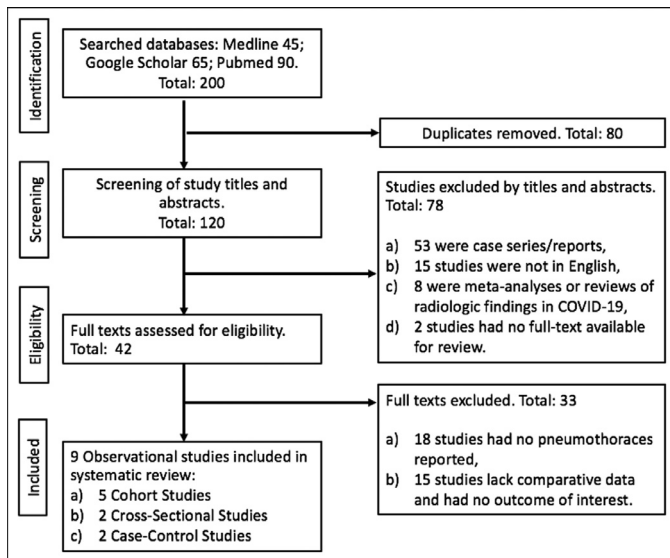 Identification
Searched databases: Medline 45;
Google Scholar 65; Pubmed 90.
Total: 200
Duplicates removed. Total: 80
Screening
Screening of study titles and
abstracts.
Total: 120
Studies excluded by titles and abstracts.
Total: 78
a) 53 were case series/reports,
b) 15 studies were not in English,
c) 8 were meta-analyses or reviews of
radiologic findings in COVID-19,
d) 2 studies had no full-text available
for review.
Eligibility
Full texts assessed for eligibility.
Total: 42
Full texts excluded. Total: 33
a) 18 studies had no pneumothoraces
reported,
b) 15 studies lack comparative data
and had no outcome of interest.
Included
9 Observational studies included in
systematic review:
a) 5 Cohort Studies
b) 2 Cross-Sectional Studies
c) 2 Case-Control Studies